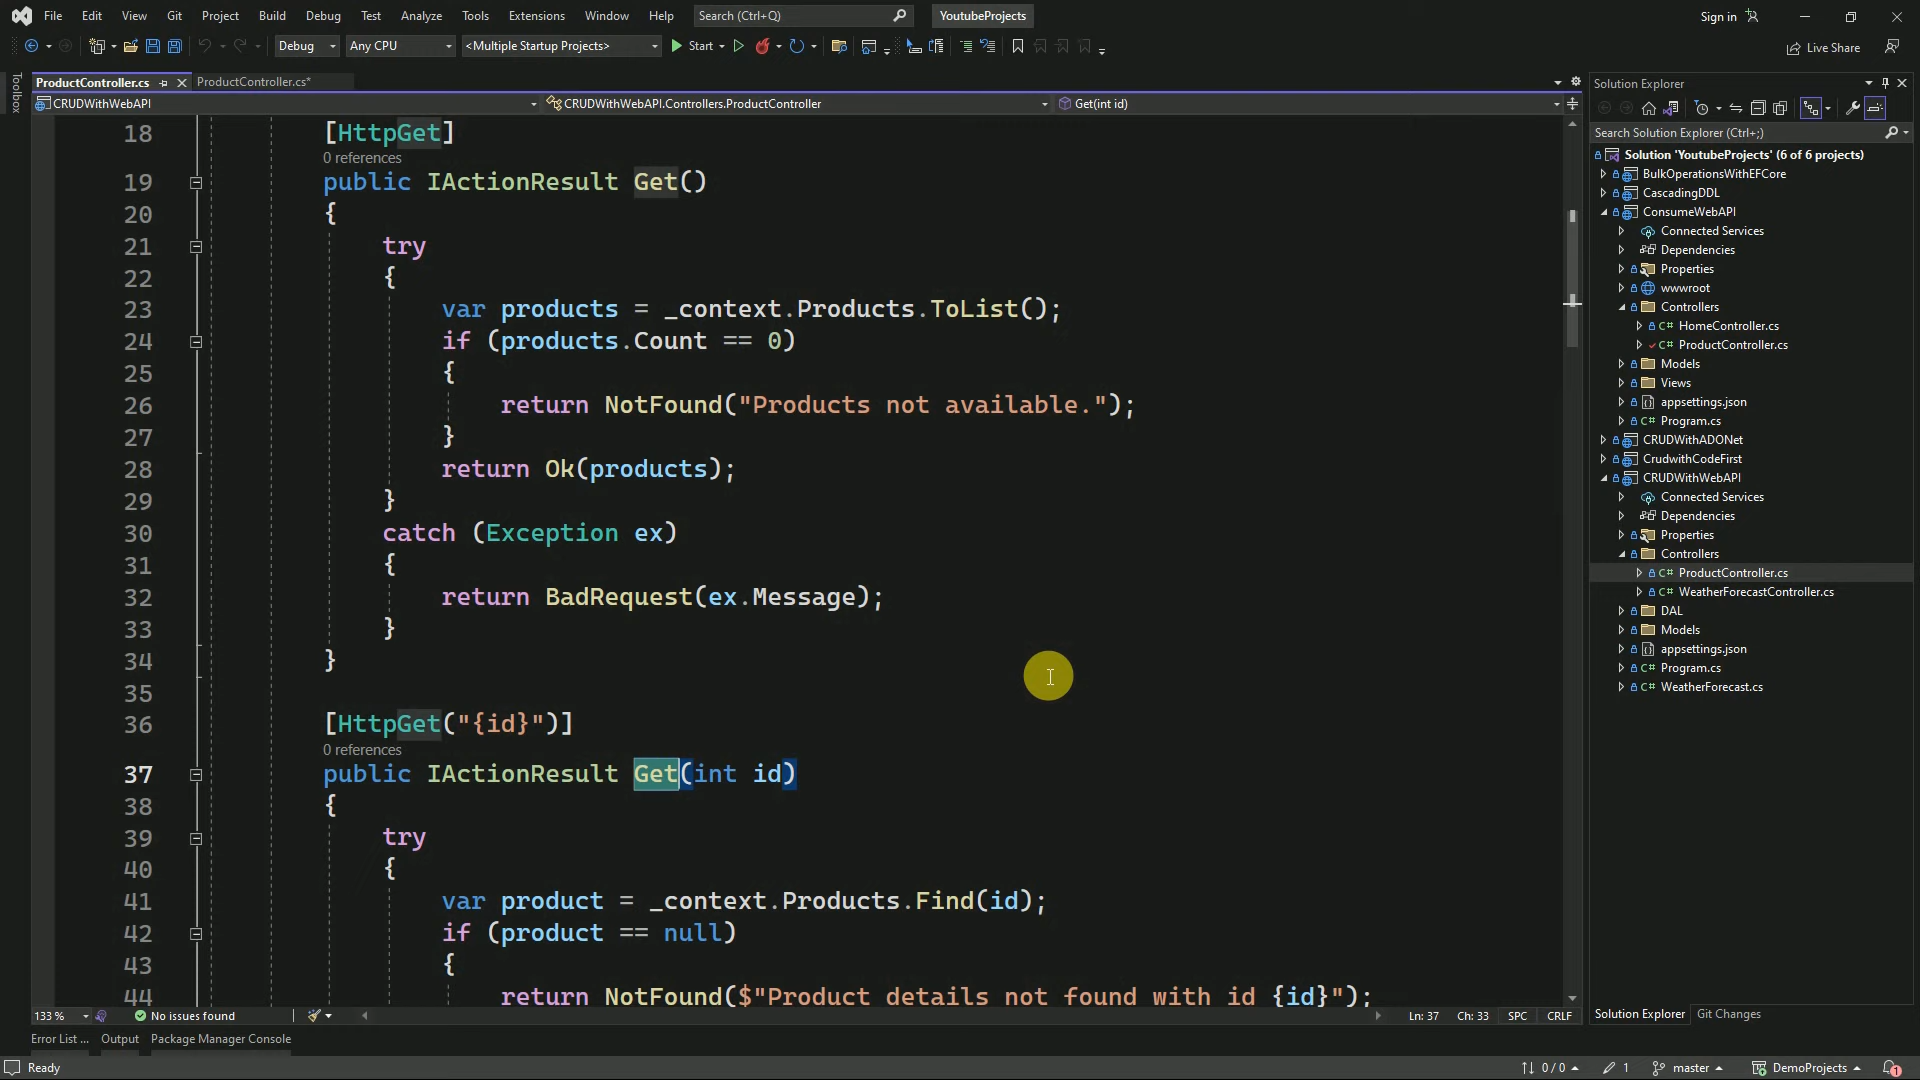 File Edit View Git Project Build Debug Test Analyze Tools Extensions Window Help Search (Ctrl+Q) YoutubeProjects Sign in
Debug Any CPU <Multiple Startup Projects> Start Live Share
Toolbox
ProductController.cs ProductController.cs*
CRUDWithWebAPI CRUDWithWebAPI.Controllers.ProductController Get(int id)
18 [HttpGet]
0 references
19 public IActionResult Get()
20 {
21 try
22 {
23 var products = _context.Products.ToList();
24 if (products.Count == 0)
25 {
26 return NotFound("Products not available.");
27 }
28 return Ok(products);
29 }
30 catch (Exception ex)
31 {
32 return BadRequest(ex.Message);
33 }
34 }
35
36 [HttpGet("{id}")]
0 references
37 public IActionResult Get(int id)
38 {
39 try
40 {
41 var product = _context.Products.Find(id);
42 if (product == null)
43 {
44 return NotFound($"Product details not found with id {id}");
133 % No issues found Ln: 37 Ch: 33 SPC CRLF
Error List ... Output Package Manager Console
Ready 0 / 0 1 master DemoProjects 1
Solution Explorer
Search Solution Explorer (Ctrl+;)
Solution 'YoutubeProjects' (6 of 6 projects)
BulkOperationsWithEFCore
CascadingDDL
ConsumeWebAPI
Connected Services
Dependencies
Properties
wwwroot
Controllers
C# HomeController.cs
C# ProductController.cs
Models
Views
appsettings.json
C# Program.cs
CRUDWithADONet
CrudwithCodeFirst
CRUDWithWebAPI
Connected Services
Dependencies
Properties
Controllers
C# ProductController.cs
C# WeatherForecastController.cs
DAL
Models
appsettings.json
C# Program.cs
C# WeatherForecast.cs
Solution Explorer Git Changes